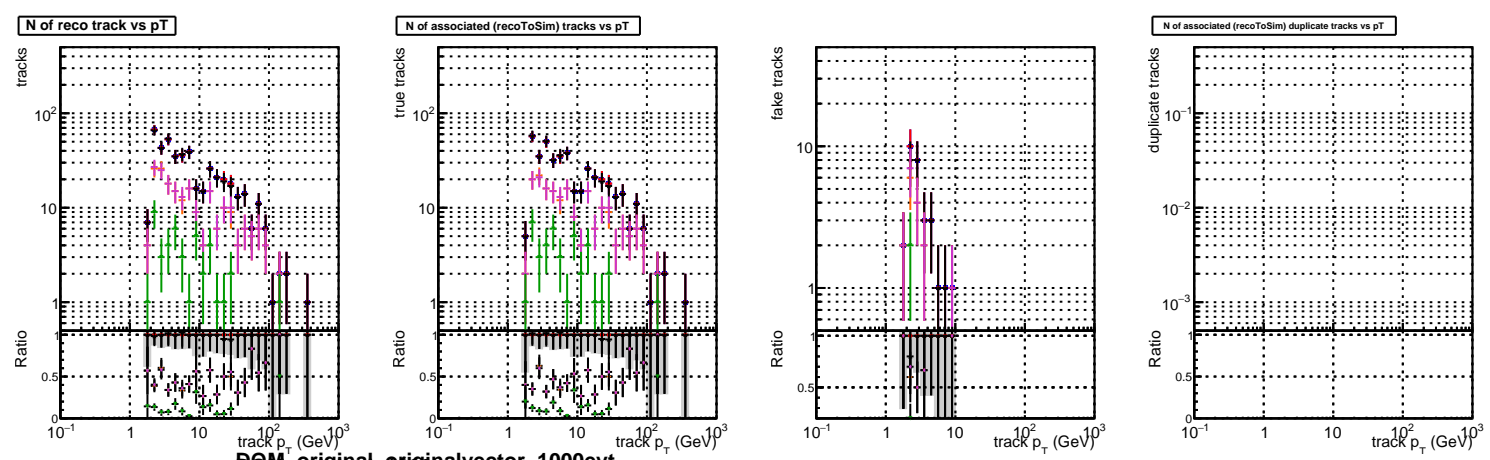 N of reco track vs pT
N of associated (recoToSim) tracks vs pT
N of associated (recoToSim) duplicate tracks vs pT
tracks
10²
10
1
Ratio
1
0.5
0
10⁻¹ 1 10 10² 10³
track p_T (GeV)
true tracks
10²
10
1
Ratio
1
0.5
0
10⁻¹ 1 10 10² 10³
track p_T (GeV)
fake tracks
10
1
Ratio
1
0.5
10⁻¹ 1 10 10² 10³
track p_T (GeV)
duplicate tracks
10⁻¹
10⁻²
10⁻³
Ratio
1
0.5
0
10⁻¹ 1 10 10² 10³
track p_T (GeV)
original_originalvector_1000evt